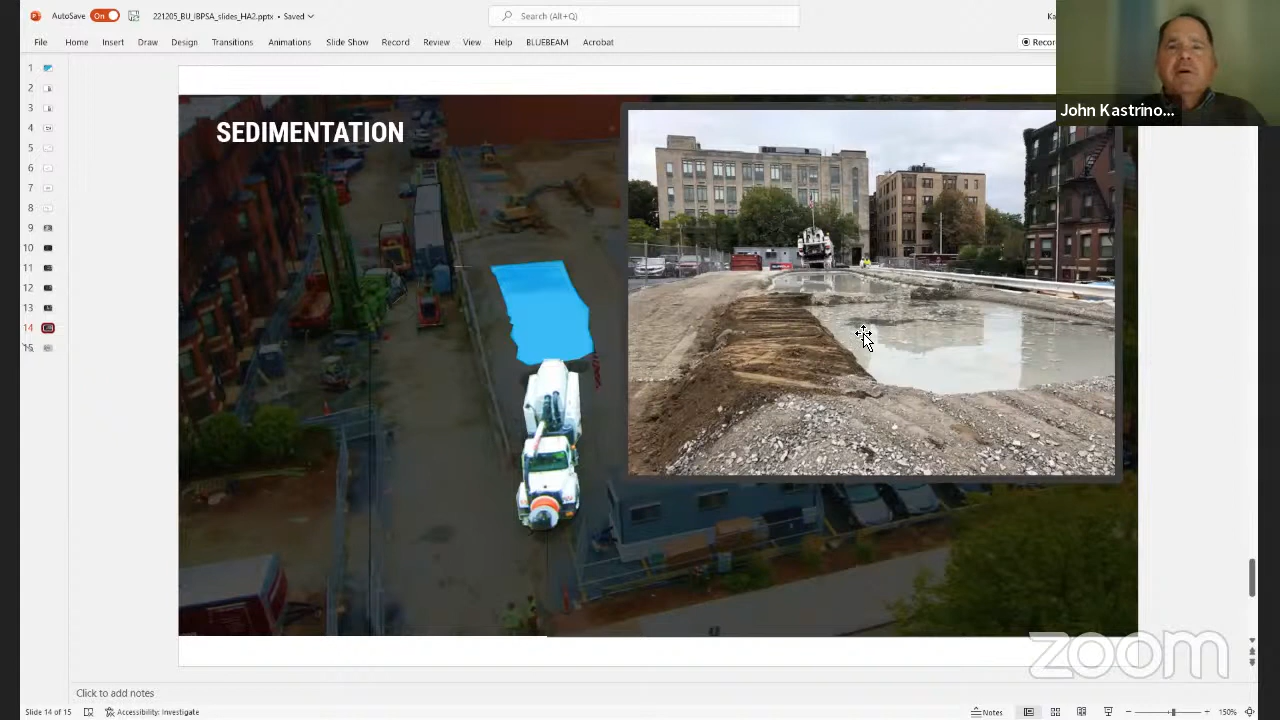 AutoSave On 221205_BU_IBPSA_slides_HA2.pptx • Saved Search (Alt+Q) Ka
File Home Insert Draw Design Transitions Animations Slide Show Record Review View Help BLUEBEAM Acrobat Recor
John Kastrino...
1
2
3
4
5
6
7
8
9
10
11
12
13
14
15
SEDIMENTATION
zoom
Click to add notes
Slide 14 of 15 Accessibility: Investigate Notes 150%